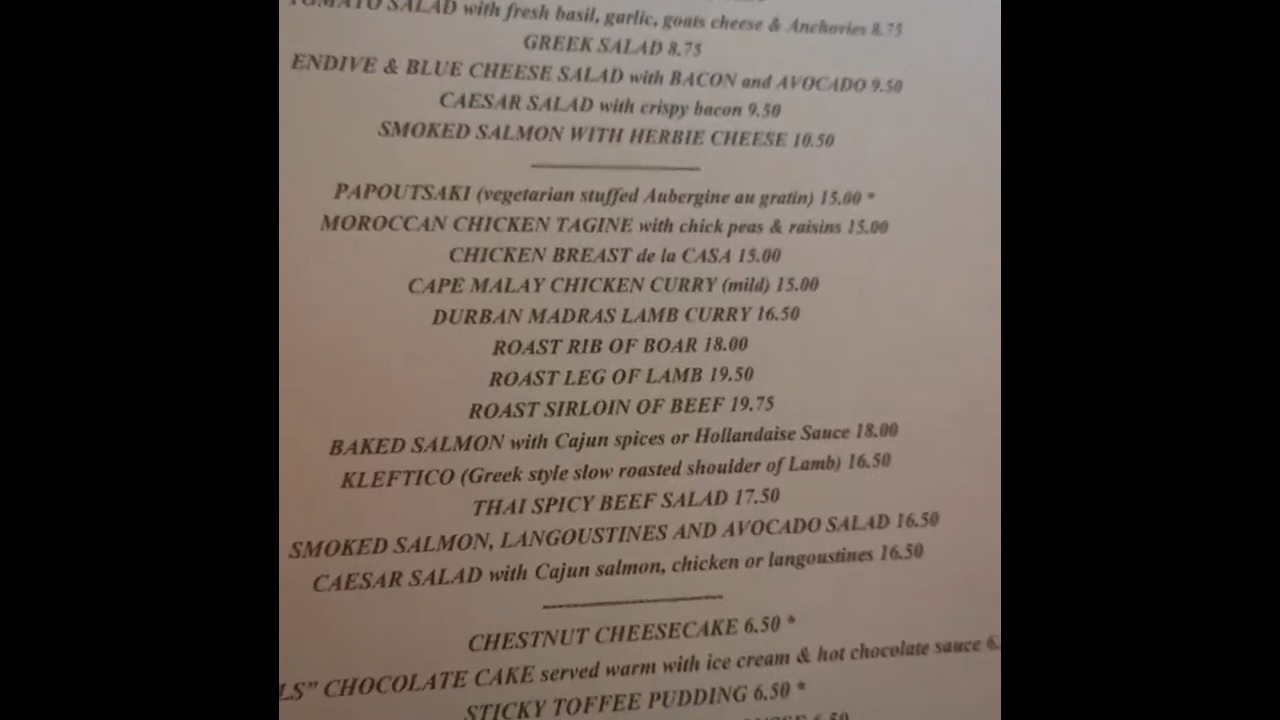 TOMATO SALAD with fresh basil, garlic, goats cheese & Anchovies 8.75
GREEK SALAD 8.75
ENDIVE & BLUE CHEESE SALAD with BACON and AVOCADO 9.50
CAESAR SALAD with crispy bacon 9.50
SMOKED SALMON WITH HERBIE CHEESE 10.50
PAPOUTSAKI (vegetarian stuffed Aubergine au gratin) 15.00 *
MOROCCAN CHICKEN TAGINE with chick peas & raisins 15.00
CHICKEN BREAST de la CASA 15.00
CAPE MALAY CHICKEN CURRY (mild) 15.00
DURBAN MADRAS LAMB CURRY 16.50
ROAST RIB OF BOAR 18.00
ROAST LEG OF LAMB 19.50
ROAST SIRLOIN OF BEEF 19.75
BAKED SALMON with Cajun spices or Hollandaise Sauce 18.00
KLEFTICO (Greek style slow roasted shoulder of Lamb) 16.50
THAI SPICY BEEF SALAD 17.50
SMOKED SALMON, LANGOUSTINES AND AVOCADO SALAD 16.50
CAESAR SALAD with Cajun salmon, chicken or langoustines 16.50
CHESTNUT CHEESECAKE 6.50 *
LS” CHOCOLATE CAKE served warm with ice cream & hot chocolate sauce 6.
STICKY TOFFEE PUDDING 6.50 *
6.50